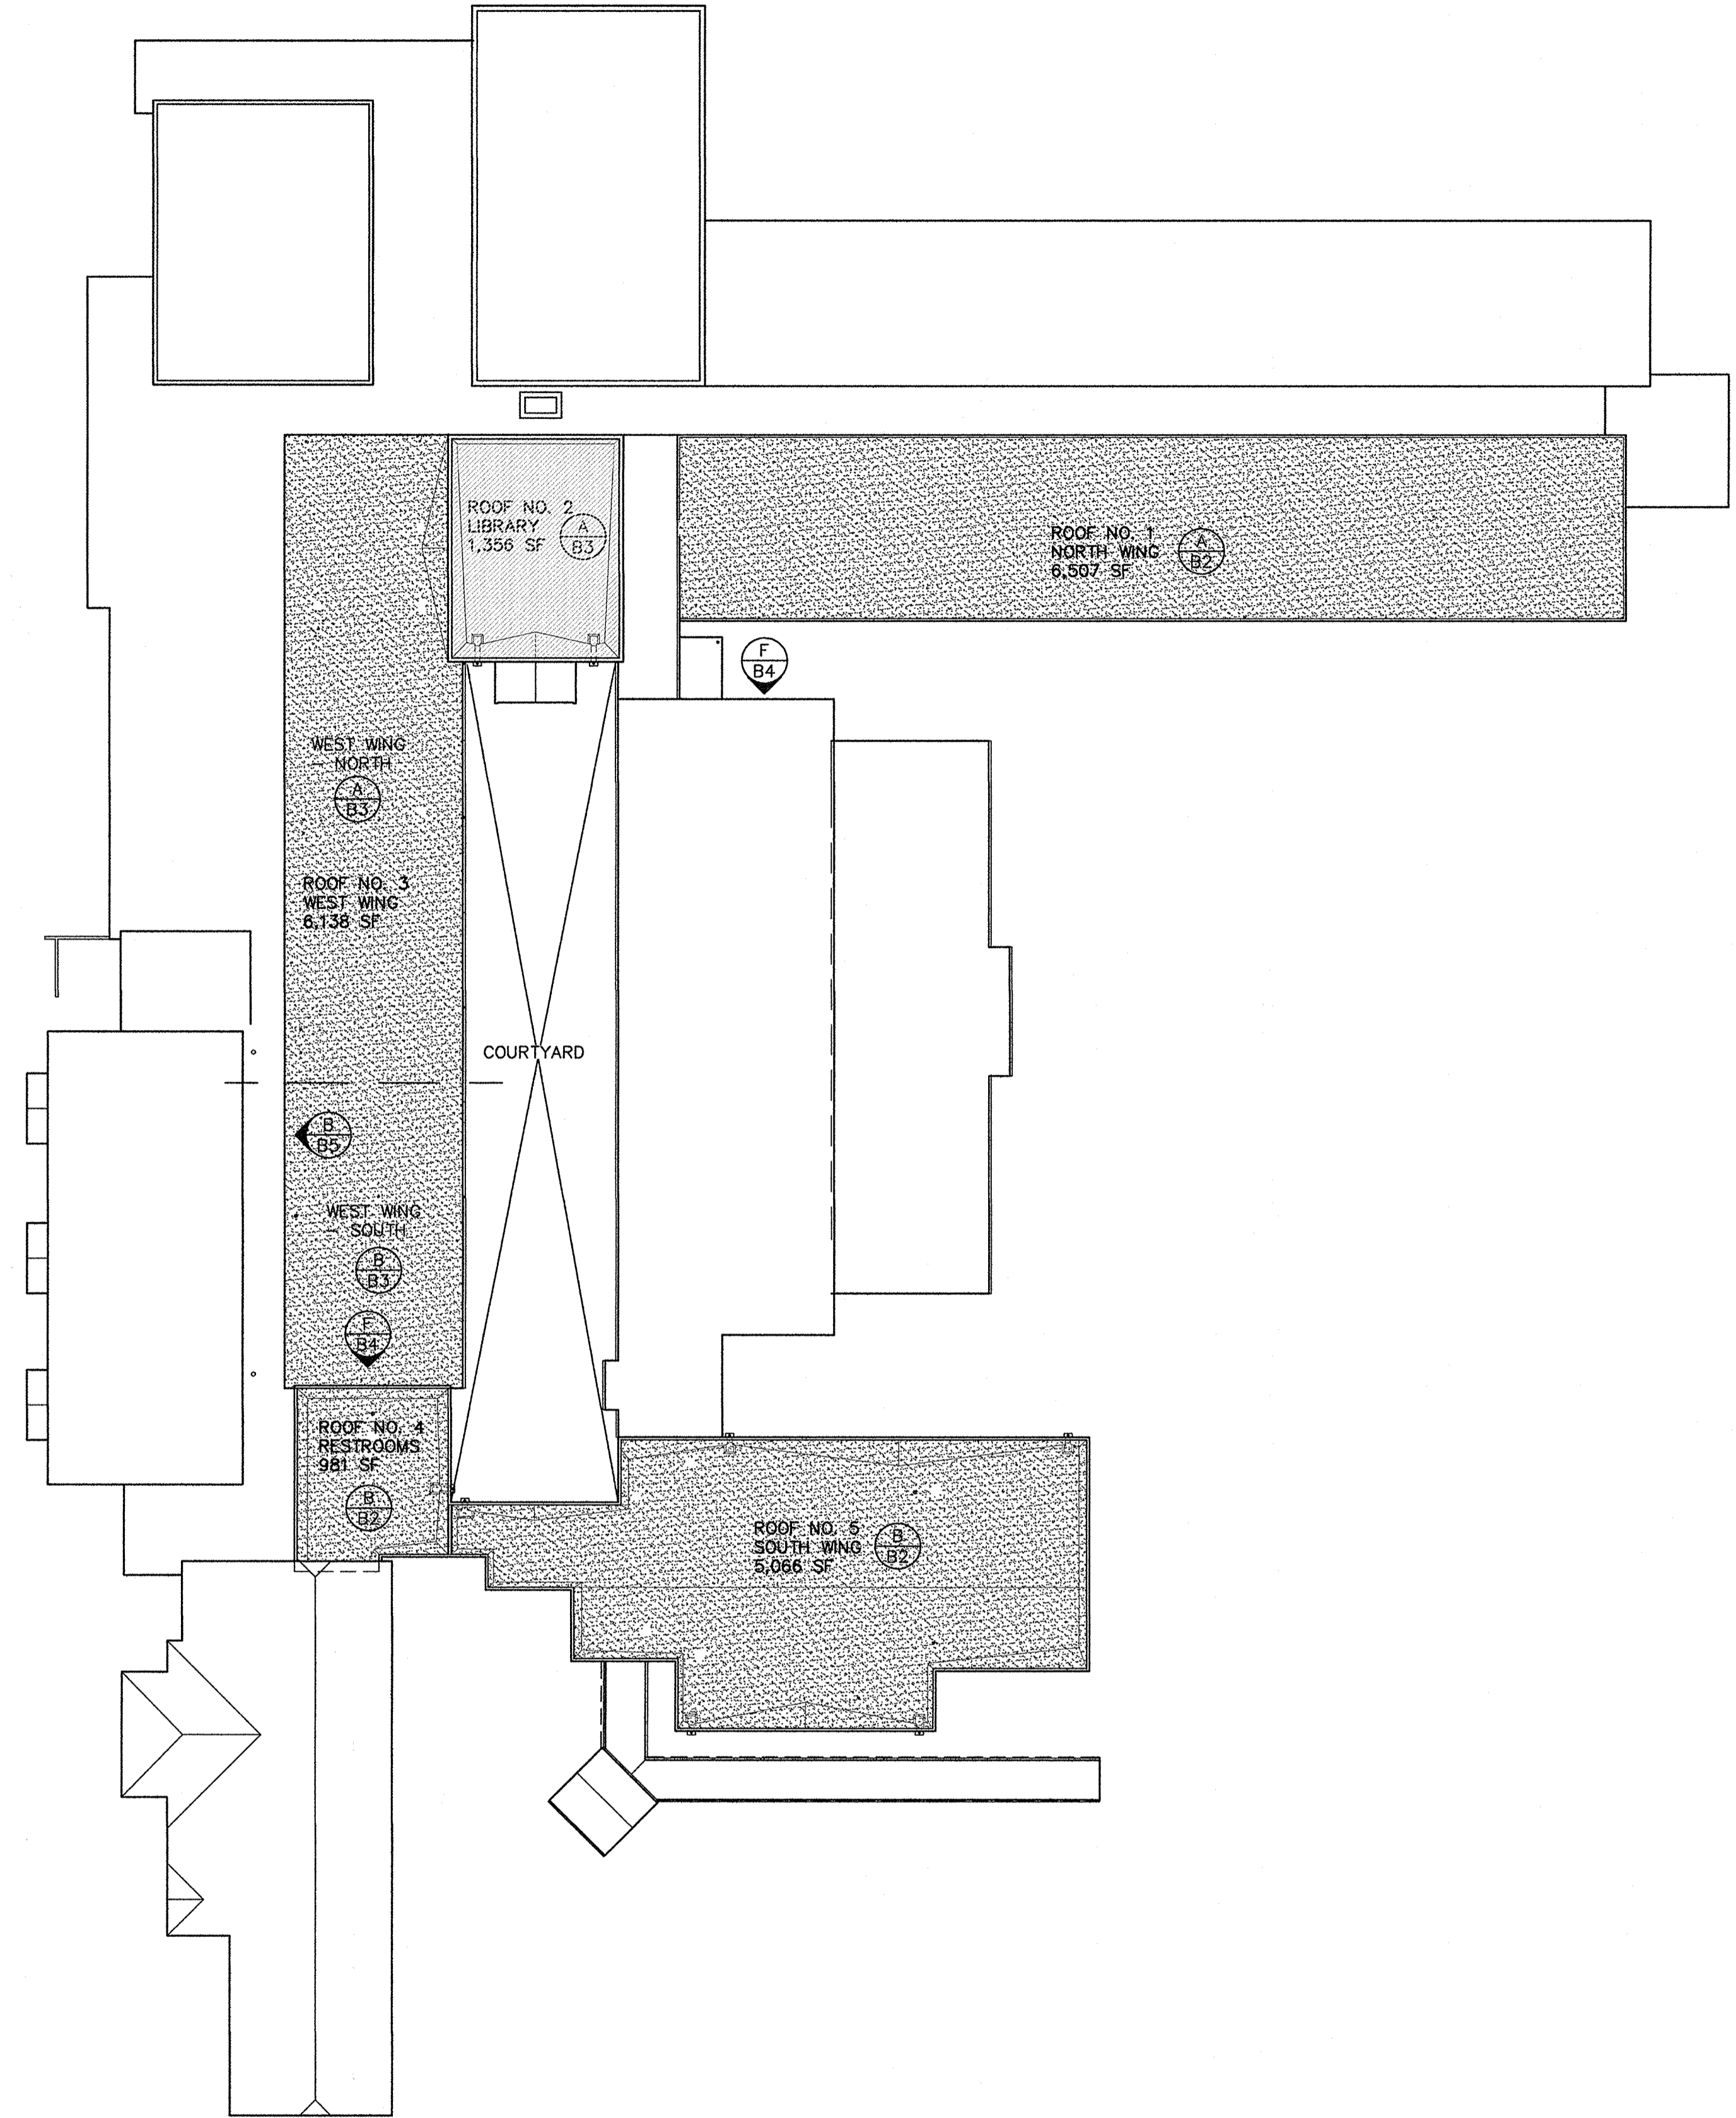 ROOF NO. 2
LIBRARY
1,356 SF
A
B3
ROOF NO. 1
NORTH WING
6,507 SF
A
B2
F
B4
WEST WING
- NORTH
A
B3
ROOF NO. 3
WEST WING
6,138 SF
COURTYARD
B
B5
WEST WING
- SOUTH
B
B3
F
B4
ROOF NO. 4
RESTROOMS
981 SF
B
B2
ROOF NO. 5
SOUTH WING
5,066 SF
B
B2